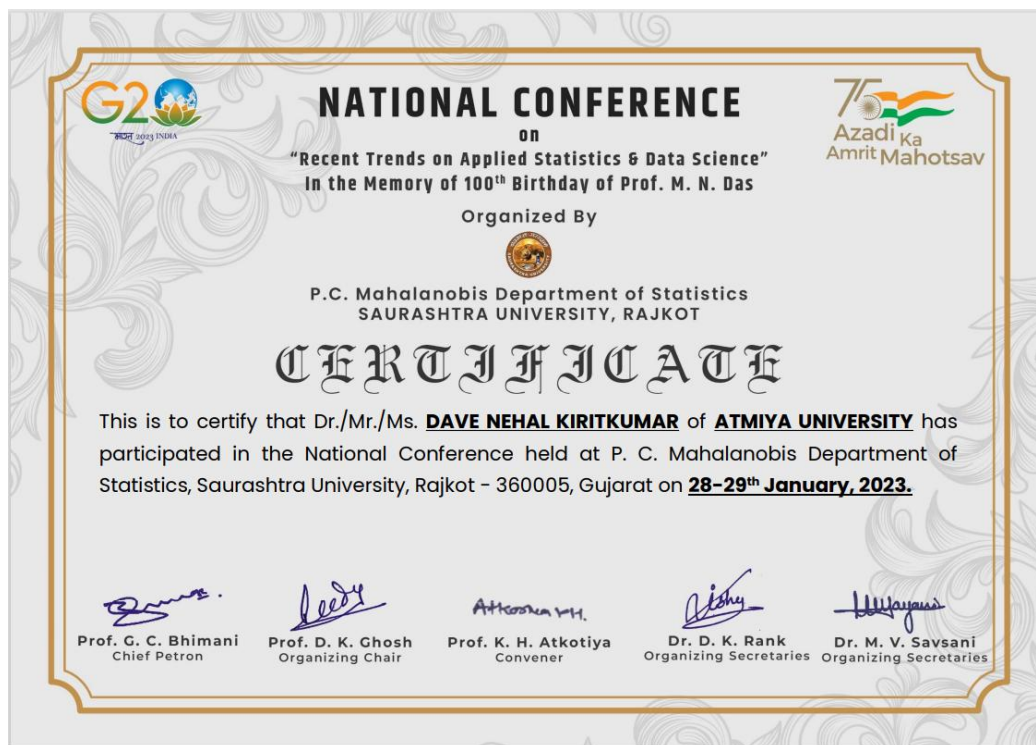 G20
भारत 2023 INDIA
75
Azadi Ka
Amrit Mahotsav
NATIONAL CONFERENCE
on
"Recent Trends on Applied Statistics & Data Science"
In the Memory of 100th Birthday of Prof. M. N. Das
Organized By
P.C. Mahalanobis Department of Statistics
SAURASHTRA UNIVERSITY, RAJKOT
CERTIFICATE
This is to certify that Dr./Mr./Ms. DAVE NEHAL KIRITKUMAR of ATMIYA UNIVERSITY has
participated in the National Conference held at P. C. Mahalanobis Department of
Statistics, Saurashtra University, Rajkot - 360005, Gujarat on 28-29th January, 2023.
Prof. G. C. Bhimani
Chief Petron
Prof. D. K. Ghosh
Organizing Chair
Prof. K. H. Atkotiya
Convener
Dr. D. K. Rank
Organizing Secretaries
Dr. M. V. Savsani
Organizing Secretaries